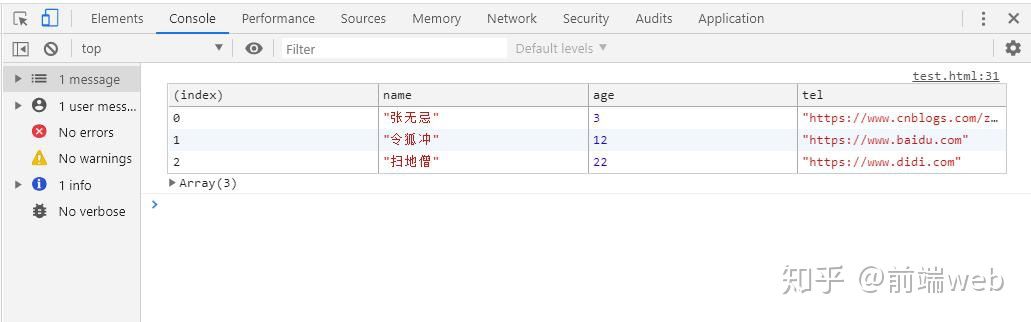 Elements Console Performance Sources Memory Network Security Audits Application
top Filter Default levels
1 message
1 user mess...
No errors
No warnings
1 info
No verbose
test.html:31
(index) name age tel
0 "张无忌" 3 "https://www.cnblogs.com/z…
1 "令狐冲" 12 "https://www.baidu.com"
2 "扫地僧" 22 "https://www.didi.com"
Array(3)
知乎 @前端web